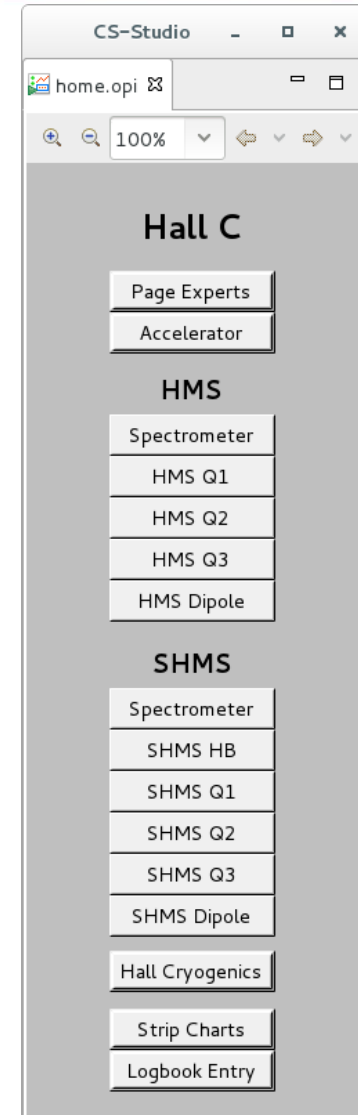 CS-Studio
home.opi
100%
Hall C
Page Experts
Accelerator
HMS
Spectrometer
HMS Q1
HMS Q2
HMS Q3
HMS Dipole
SHMS
Spectrometer
SHMS HB
SHMS Q1
SHMS Q2
SHMS Q3
SHMS Dipole
Hall Cryogenics
Strip Charts
Logbook Entry